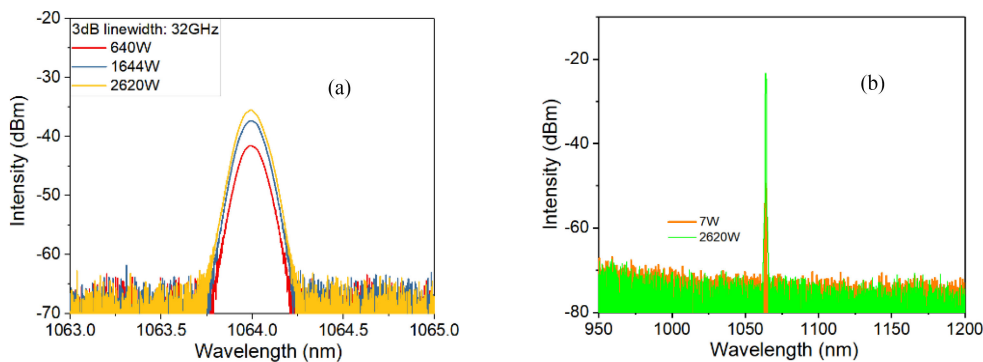 -20
-30
-40
-50
-60
-70
Intensity (dBm)
3dB linewidth: 32GHz
640W
1644W
2620W
(a)
1063.0 1063.5 1064.0 1064.5 1065.0
Wavelength (nm)
-20
-40
-60
-80
Intensity (dBm)
(b)
7W
2620W
950 1000 1050 1100 1150 1200
Wavelength (nm)